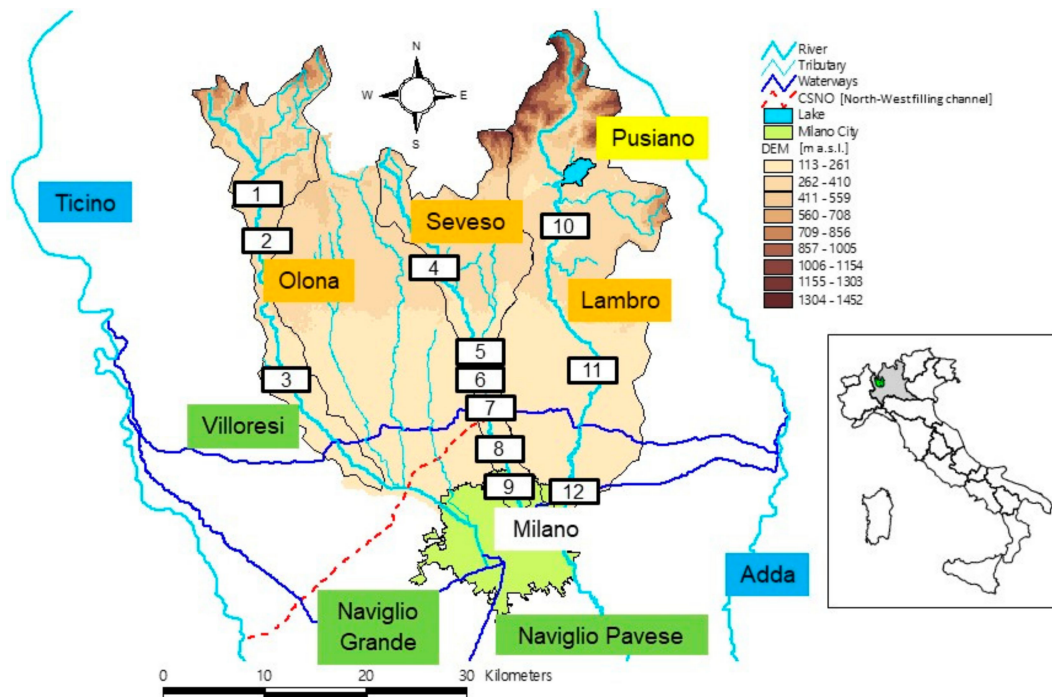 N
W
E
S
River
Tributary
Waterways
CSNO [North-Westfilling channel]
Lake
Milano City
DEM [m a.s.l.]
113 - 261
262 - 410
411 - 559
560 - 708
709 - 856
857 - 1005
1006 - 1154
1155 - 1303
1304 - 1452
Pusiano
Ticino
1
2
Olona
Seveso
4
10
Lambro
3
5
6
7
8
9
11
12
Villoresi
Milano
Adda
Naviglio
Grande
Naviglio Pavese
0 10 20 30 Kilometers